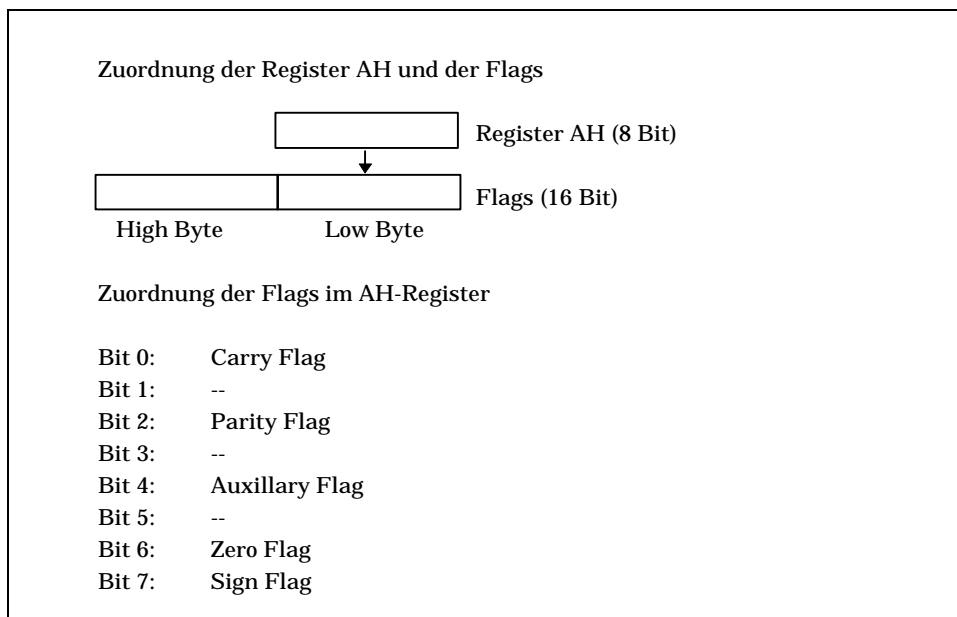 Zuordnung der Register AH und der Flags
Register AH (8 Bit)
Flags (16 Bit)
High Byte Low Byte
Zuordnung der Flags im AH-Register
Bit 0: Carry Flag
Bit 1: --
Bit 2: Parity Flag
Bit 3: --
Bit 4: Auxillary Flag
Bit 5: --
Bit 6: Zero Flag
Bit 7: Sign Flag